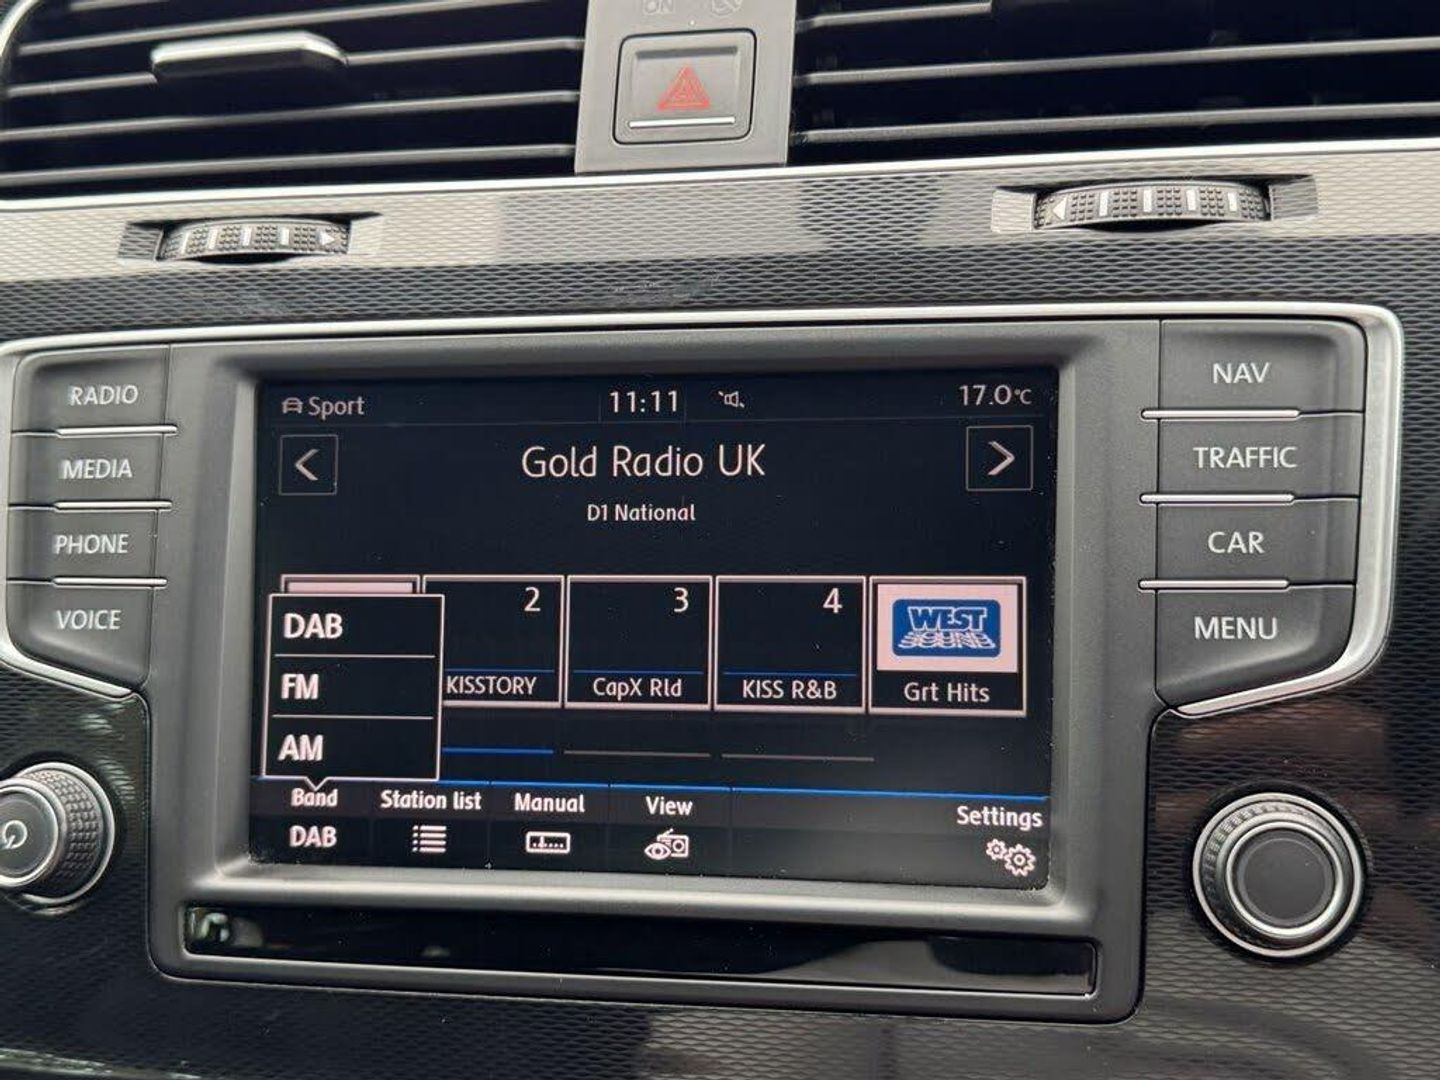 ON
RADIO
MEDIA
PHONE
VOICE
Sport
11:11
17.0°C
Gold Radio UK
D1 National
2
3
4
KISSTORY
CapX Rld
KISS R&B
WEST
SOUND
Grt Hits
DAB
FM
AM
Band
DAB
Station list
Manual
View
Settings
NAV
TRAFFIC
CAR
MENU